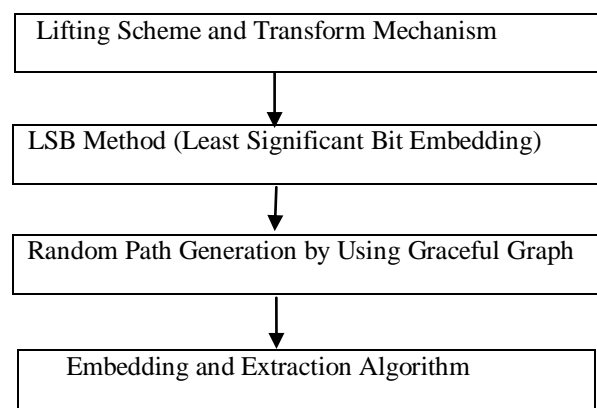 Lifting Scheme and Transform Mechanism
LSB Method (Least Significant Bit Embedding)
Random Path Generation by Using Graceful Graph
Embedding and Extraction Algorithm